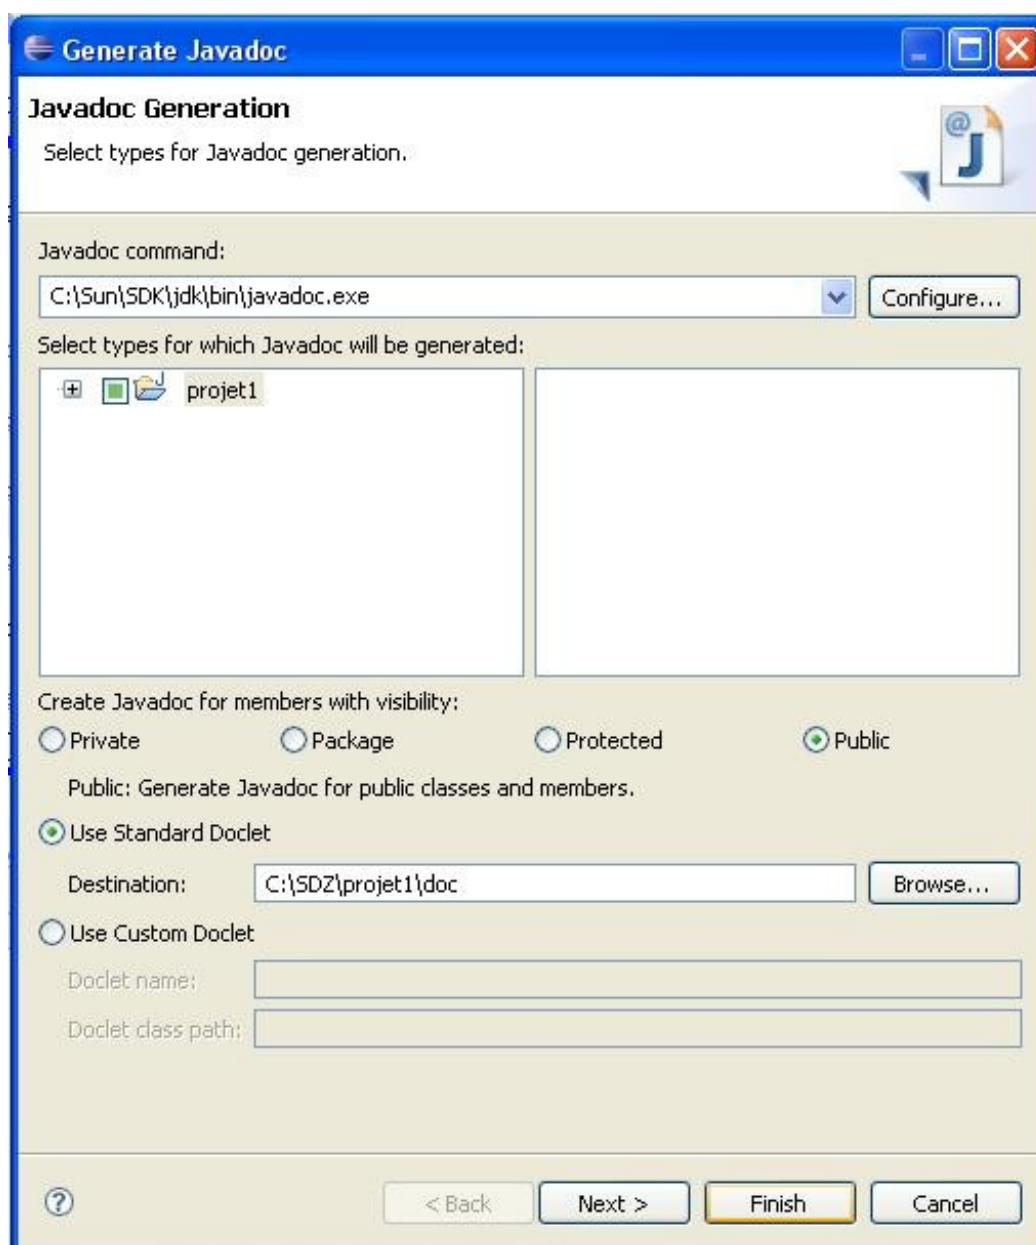 Generate Javadoc
Javadoc Generation
Select types for Javadoc generation.
@J
Javadoc command:
C:\Sun\SDK\jdk\bin\javadoc.exe
Configure...
Select types for which Javadoc will be generated:
projet1
Create Javadoc for members with visibility:
Private Package Protected Public
Public: Generate Javadoc for public classes and members.
Use Standard Doclet
Destination: C:\SDZ\projet1\doc Browse...
Use Custom Doclet
Doclet name:
Doclet class path:
? < Back Next > Finish Cancel